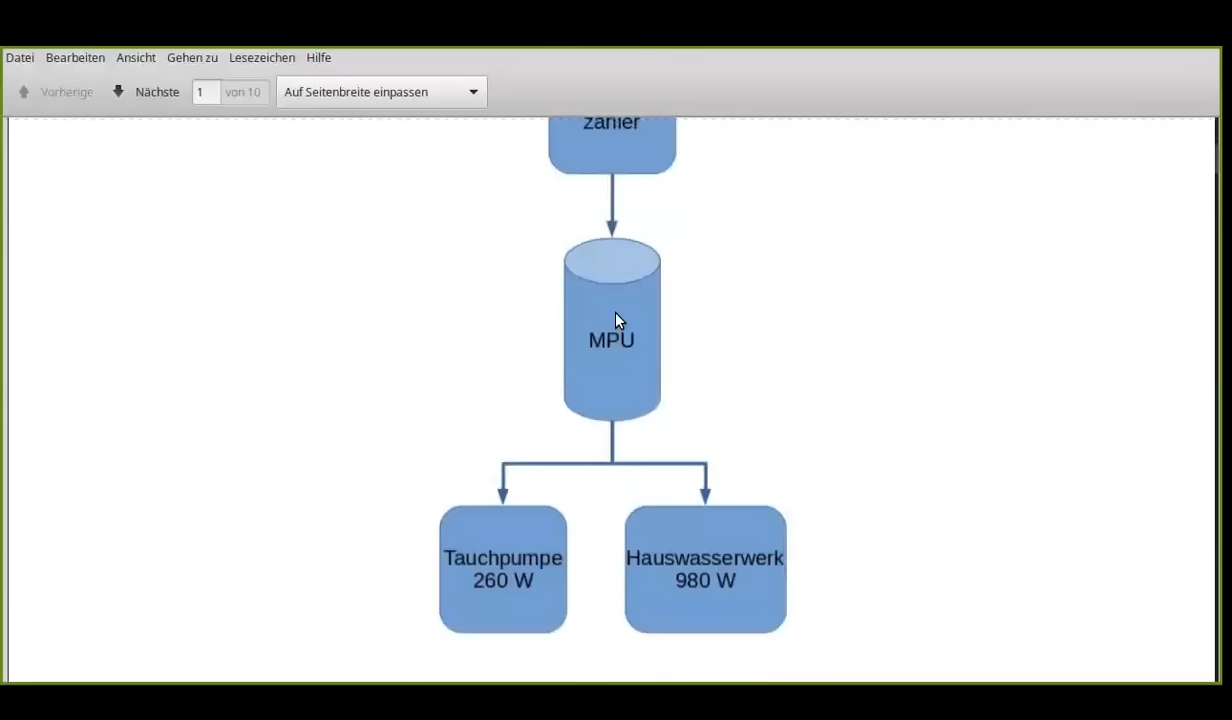 Datei Bearbeiten Ansicht Gehen zu Lesezeichen Hilfe
Vorherige Nächste 1 von 10 Auf Seitenbreite einpassen
zähler
MPU
Tauchpumpe
260 W
Hauswasserwerk
980 W